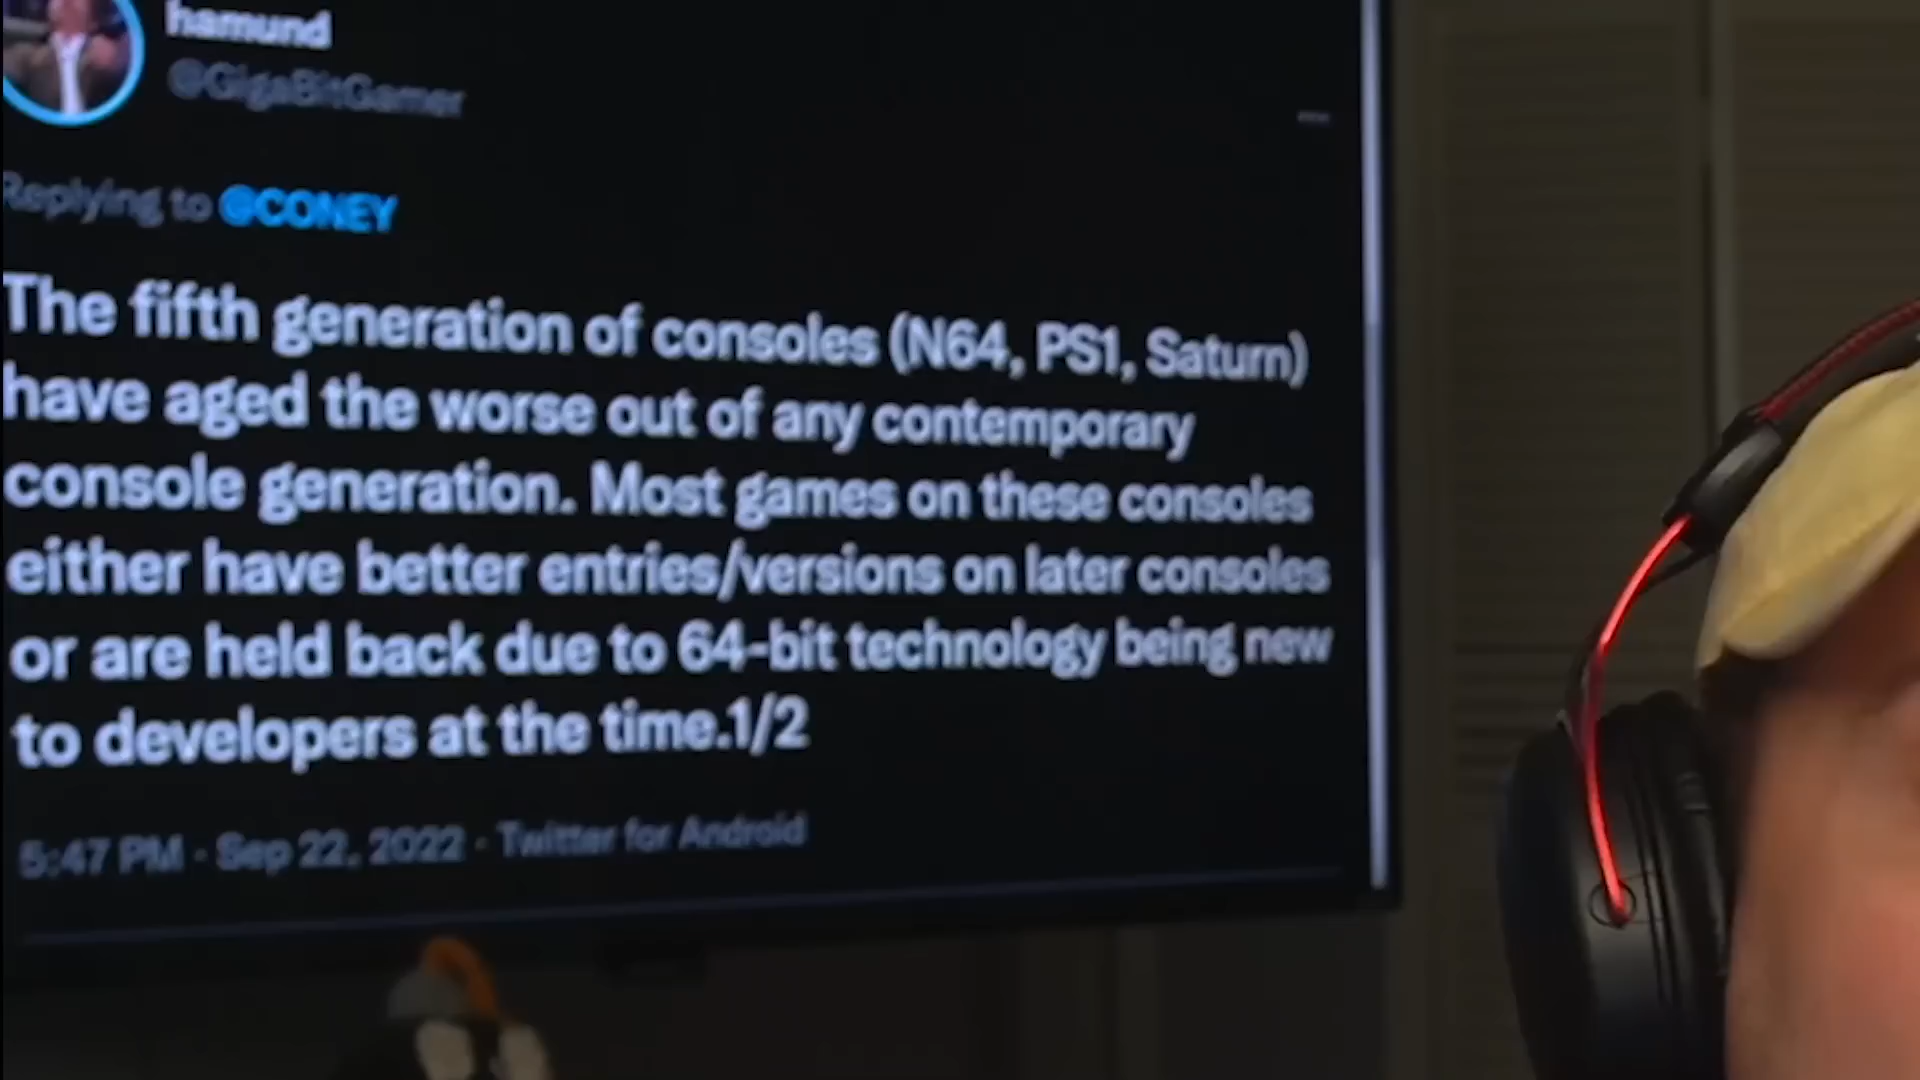 hamund
@GigaBitGamer
Replying to @CONEY
The fifth generation of consoles (N64, PS1, Saturn)
have aged the worse out of any contemporary
console generation. Most games on these consoles
either have better entries/versions on later consoles
or are held back due to 64-bit technology being new
to developers at the time.1/2
5:47 PM · Sep 22, 2022 · Twitter for Android